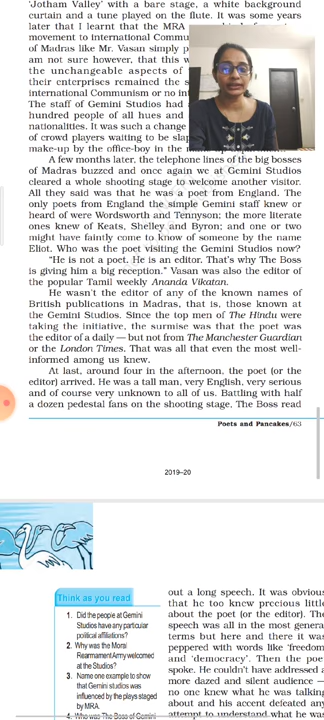 'Jotham Valley' with a bare stage, a white background
curtain and a tune played on the flute. It was some years
later that I learnt that the MRA
movement to International Commu
of Madras like Mr. Vasan simply p
am not sure however, that this w
the unchangeable aspects of
their enterprises remained the s
international Communism or no in
The staff of Gemini Studios had
hundred people of all hues and
nationalities. It was such a change
of crowd players waiting to be slap
make-up by the office-boy in the
A few months later, the telephone lines of the big bosses
of Madras buzzed and once again we at Gemini Studios
cleared a whole shooting stage to welcome another visitor.
All they said was that he was a poet from England. The
only poets from England the simple Gemini staff knew or
heard of were Wordsworth and Tennyson; the more literate
ones knew of Keats, Shelley and Byron; and one or two
might have faintly come to know of someone by the name
Eliot. Who was the poet visiting the Gemini Studios now?
“He is not a poet. He is an editor. That's why The Boss
is giving him a big reception.” Vasan was also the editor of
the popular Tamil weekly Ananda Vikatan.
He wasn't the editor of any of the known names of
British publications in Madras, that is, those known at
the Gemini Studios. Since the top men of The Hindu were
taking the initiative, the surmise was that the poet was
the editor of a daily — but not from The Manchester Guardian
or the London Times. That was all that even the most well-
informed among us knew.
At last, around four in the afternoon, the poet (or the
editor) arrived. He was a tall man, very English, very serious
and of course very unknown to all of us. Battling with half
a dozen pedestal fans on the shooting stage, The Boss read
Poets and Pancakes/63
2019–20
Think as you read
1. Did the people at Gemini
Studios have any particular
political affiliations?
2. Why was the Moral
Rearmament Army welcomed
at the Studios?
3. Name one example to show
that Gemini studios was
influenced by the plays staged
by MRA.
4. Who was The Boss of Gemini
out a long speech. It was obvious
that he too knew precious little
about the poet (or the editor). The
speech was all in the most general
terms but here and there it was
peppered with words like 'freedom'
and 'democracy'. Then the poet
spoke. He couldn't have addressed a
more dazed and silent audience —
no one knew what he was talking
about and his accent defeated any
attempt to understand what he was